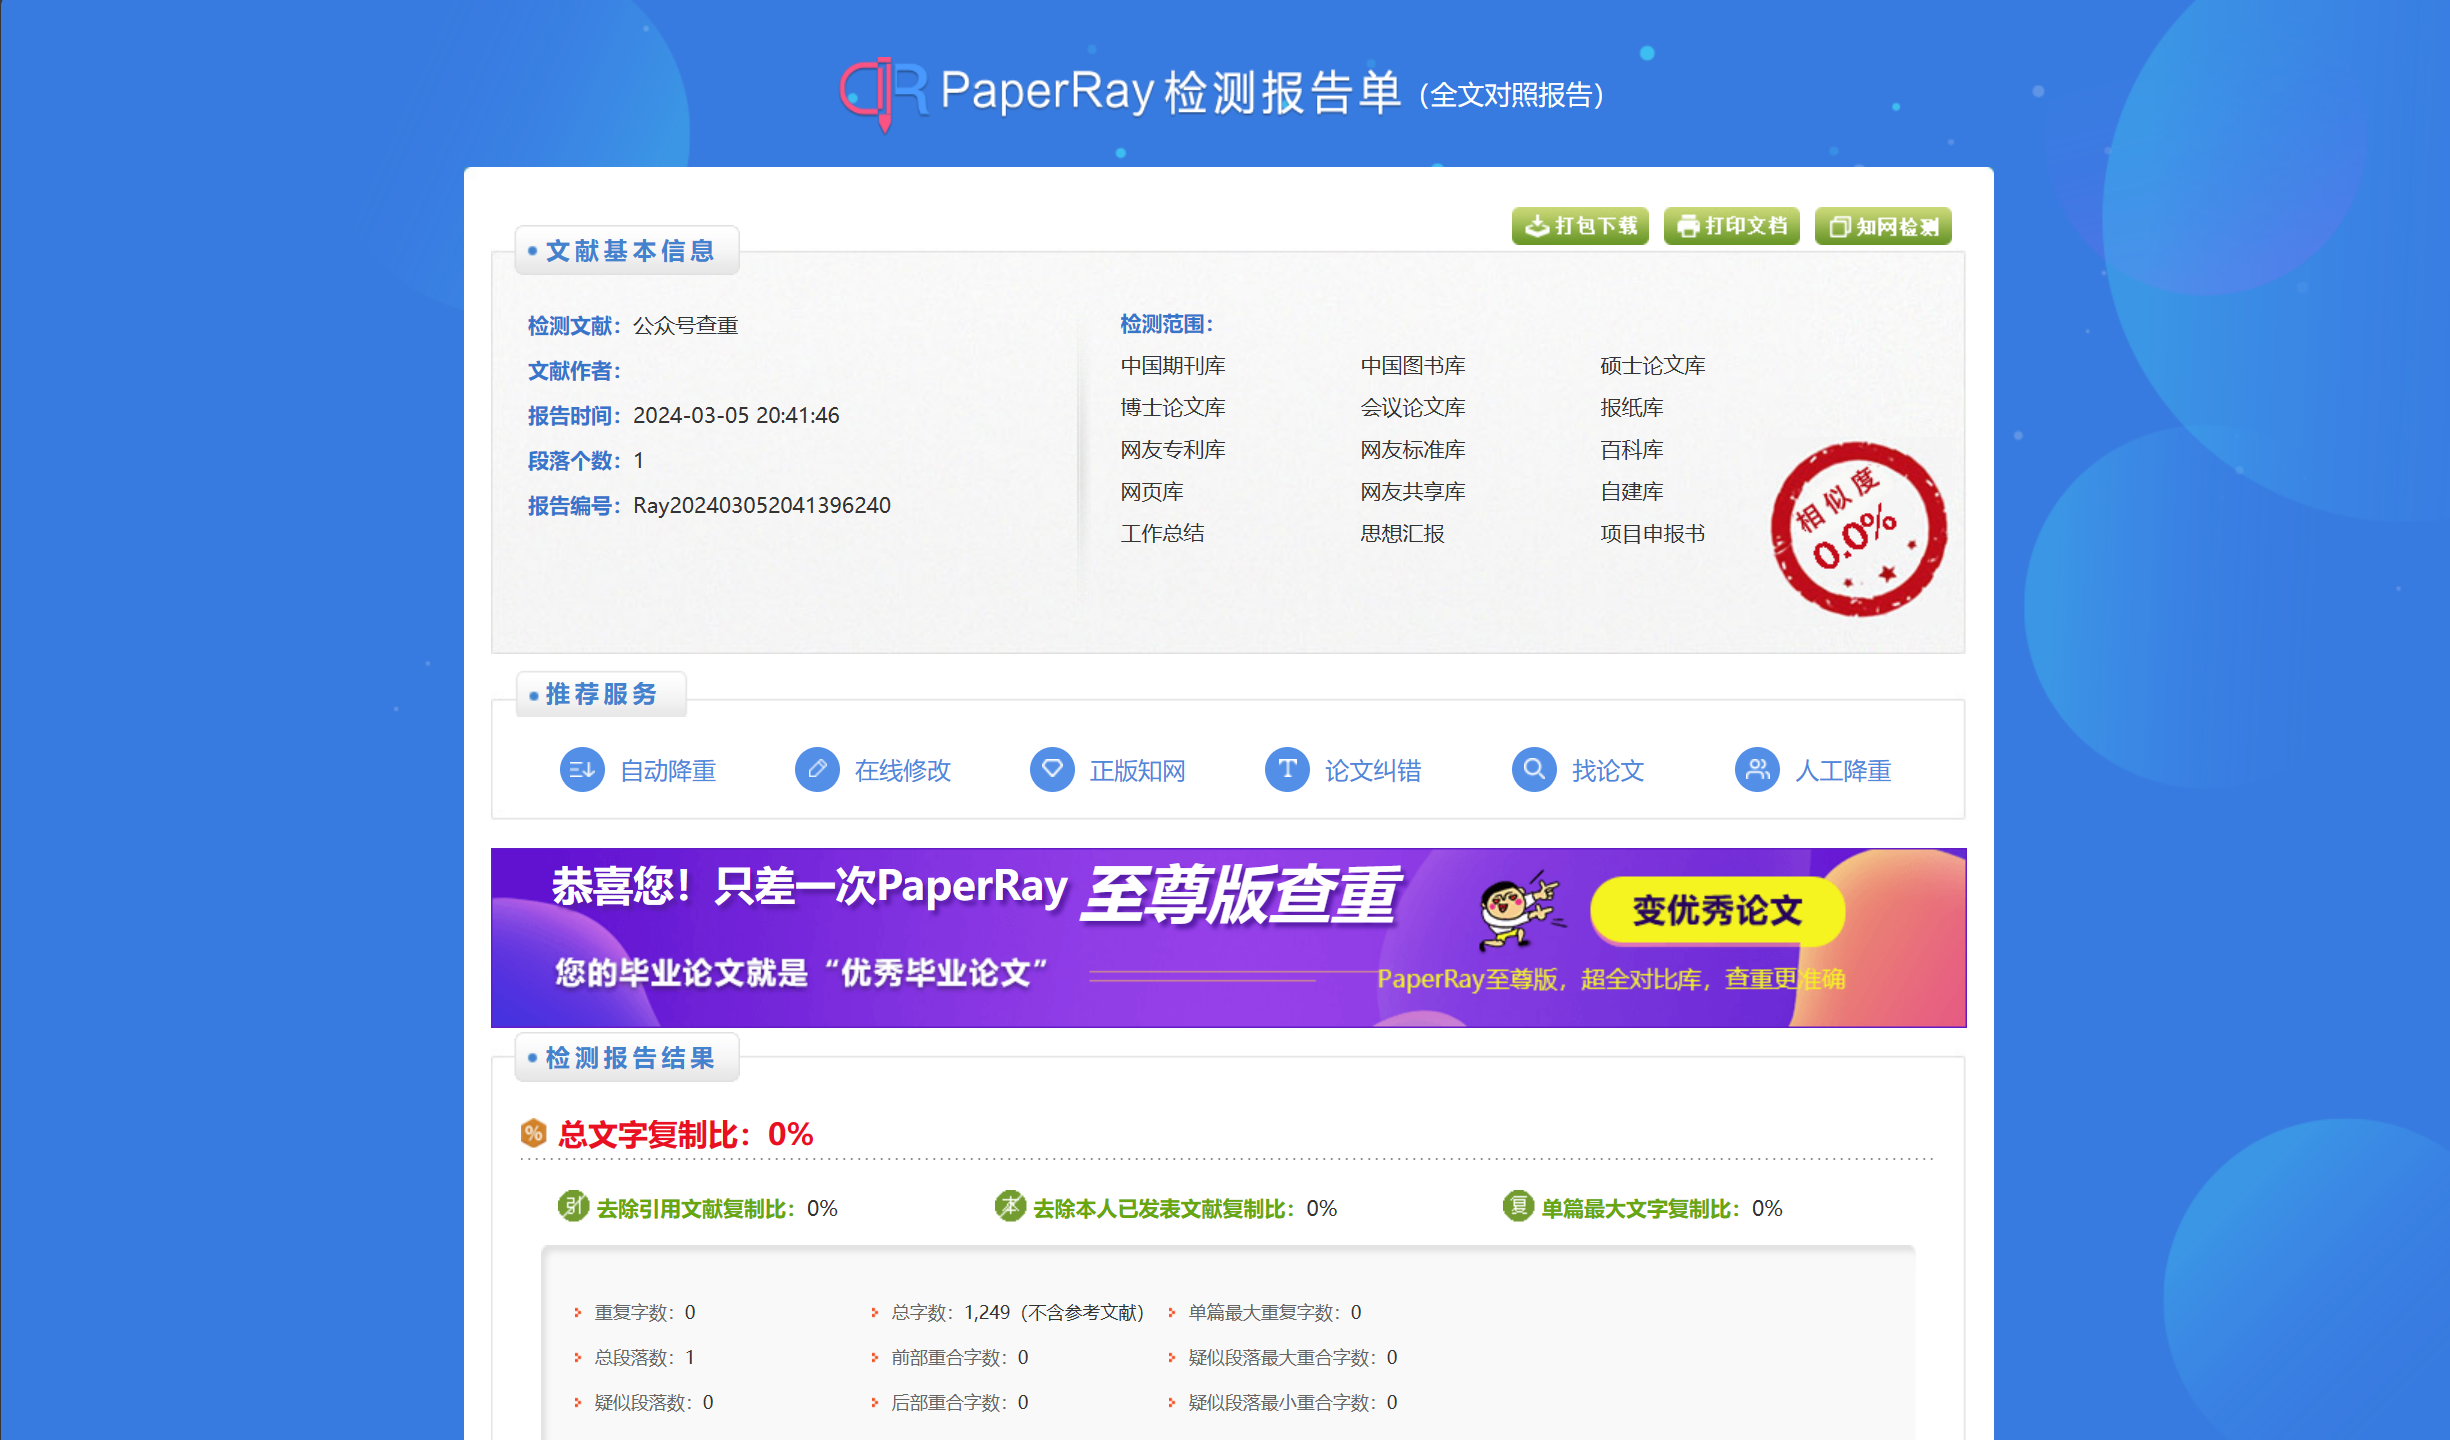 PaperRay 检测报告单（全文对照报告）
打包下载 打印文档 知网检测
文献基本信息
检测文献：公众号查重
文献作者：
报告时间：2024-03-05 20:41:46
段落个数：1
报告编号：Ray202403052041396240
检测范围：
中国期刊库 中国图书库 硕士论文库
博士论文库 会议论文库 报纸库
网友专利库 网友标准库 百科库
网页库 网友共享库 自建库
工作总结 思想汇报 项目申报书
相似度
0.0%
推荐服务
自动降重 在线修改 正版知网 T 论文纠错 找论文 人工降重
恭喜您！只差一次PaperRay 至尊版查重
变优秀论文
您的毕业论文就是“优秀毕业论文”
PaperRay至尊版，超全对比库，查重更准确
检测报告结果
% 总文字复制比：0%
引 去除引用文献复制比：0% 本 去除本人已发表文献复制比：0% 复 单篇最大文字复制比：0%
重复字数：0 总字数：1,249（不含参考文献） 单篇最大重复字数：0
总段落数：1 前部重合字数：0 疑似段落最大重合字数：0
疑似段落数：0 后部重合字数：0 疑似段落最小重合字数：0